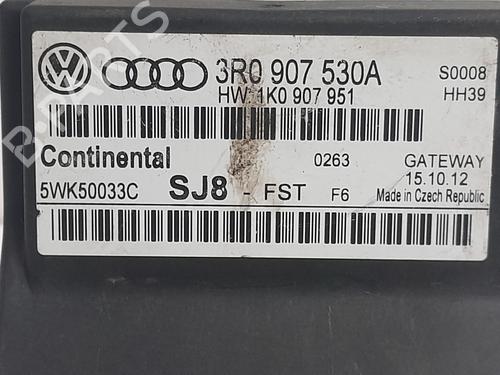 3R0 907 530A
S0008
HW 1K0 907 951
HH39
Continental
0263
GATEWAY
5WK50033C
SJ8 - FST F6
15.10.12
Made in Czech Republic
B-PARTS